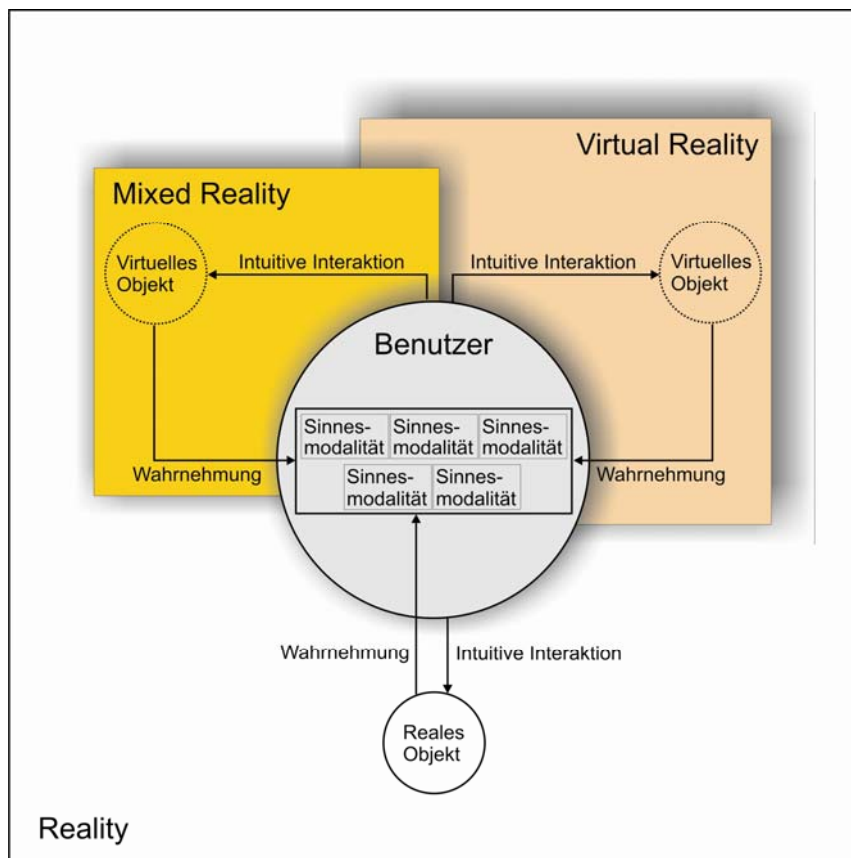 Virtual Reality
Mixed Reality
Virtuelles
Objekt
Intuitive Interaktion
Intuitive Interaktion
Virtuelles
Objekt
Benutzer
Sinnes-
modalität
Sinnes-
modalität
Sinnes-
modalität
Wahrnehmung
Wahrnehmung
Sinnes-
modalität
Sinnes-
modalität
Wahrnehmung
Intuitive Interaktion
Reales
Objekt
Reality